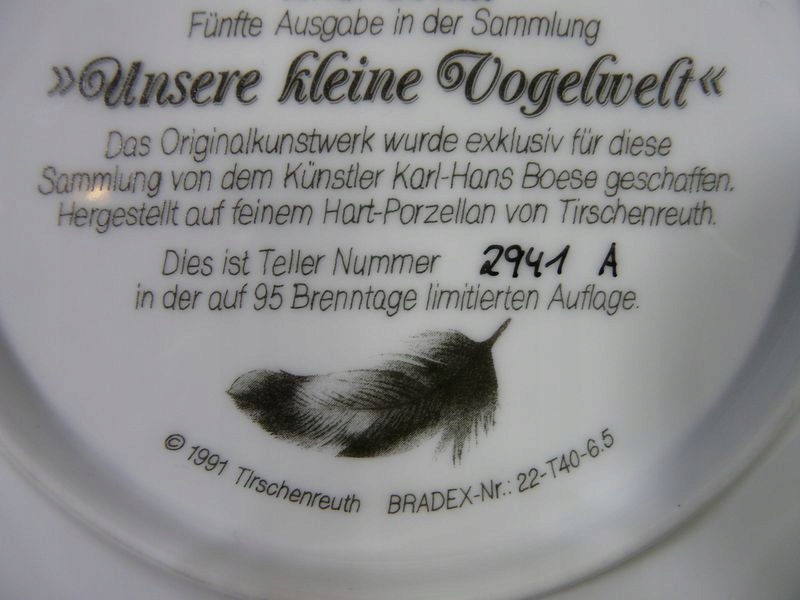 Fünfte Ausgabe in der Sammlung
»Unsere kleine Vogelwelt«
Das Originalkunstwerk wurde exklusiv für diese
Sammlung von dem Künstler Karl-Hans Boese geschaffen.
Hergestellt auf feinem Hart-Porzellan von Tirschenreuth.
Dies ist Teller Nummer 2941 A
in der auf 95 Brenntage limitierten Auflage.
© 1991 Tirschenreuth BRADEX-Nr.: 22-T40-6.5